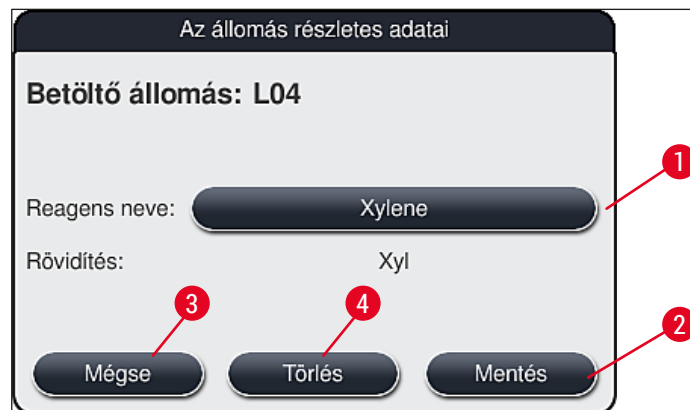 Az állomás részletes adatai
Betöltő állomás: L04
1
Reagens neve: Xylene
Rövidítés: Xyl
3 4
2
Mégse Törlés Mentés